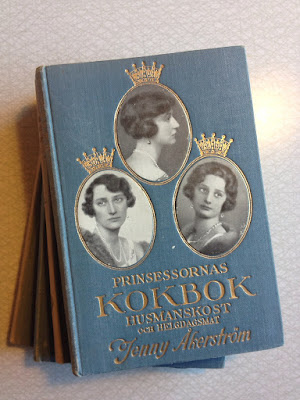 PRINSESSORNAS
KOKBOK
HUSMANSKOST
OCH HELGDAGSMAT
Jenny Åkerström